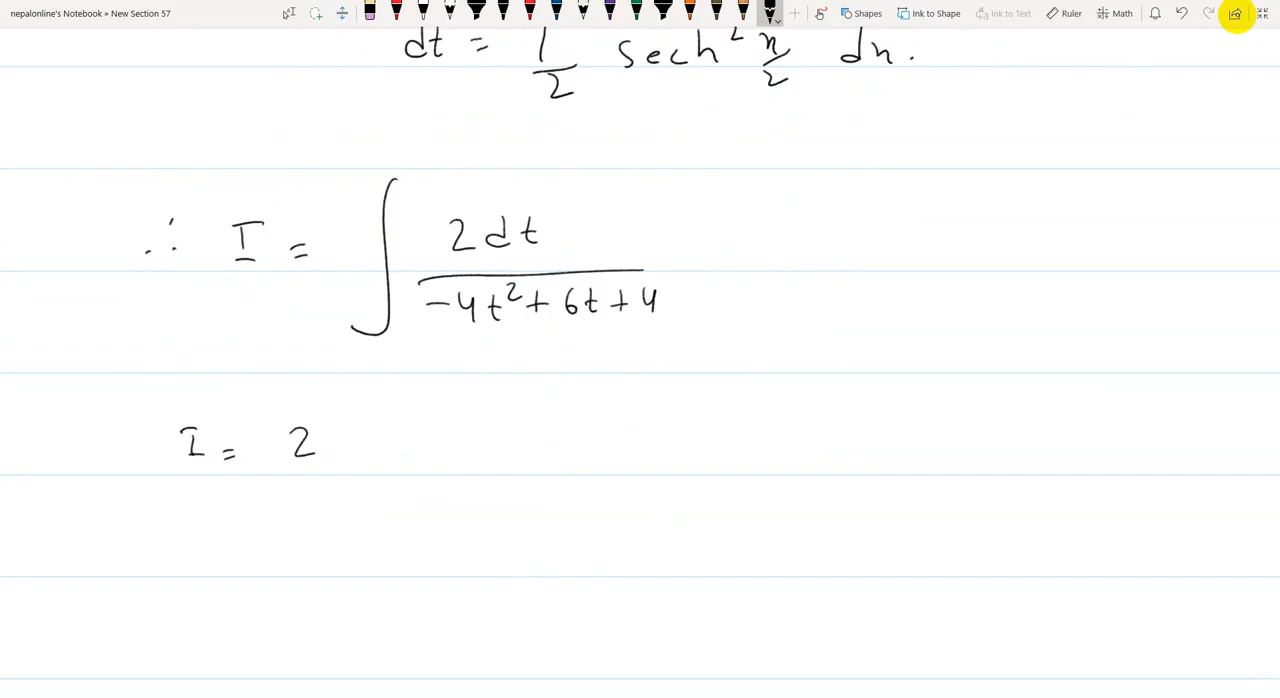 nepalonline's Notebook » New Section 57
Shapes Ink to Shape Ink to Text Ruler Math
dt = 1/2 sech² x/2 dx.
∴ I = ∫ 2dt / (-4t² + 6t + 4)
I = 2